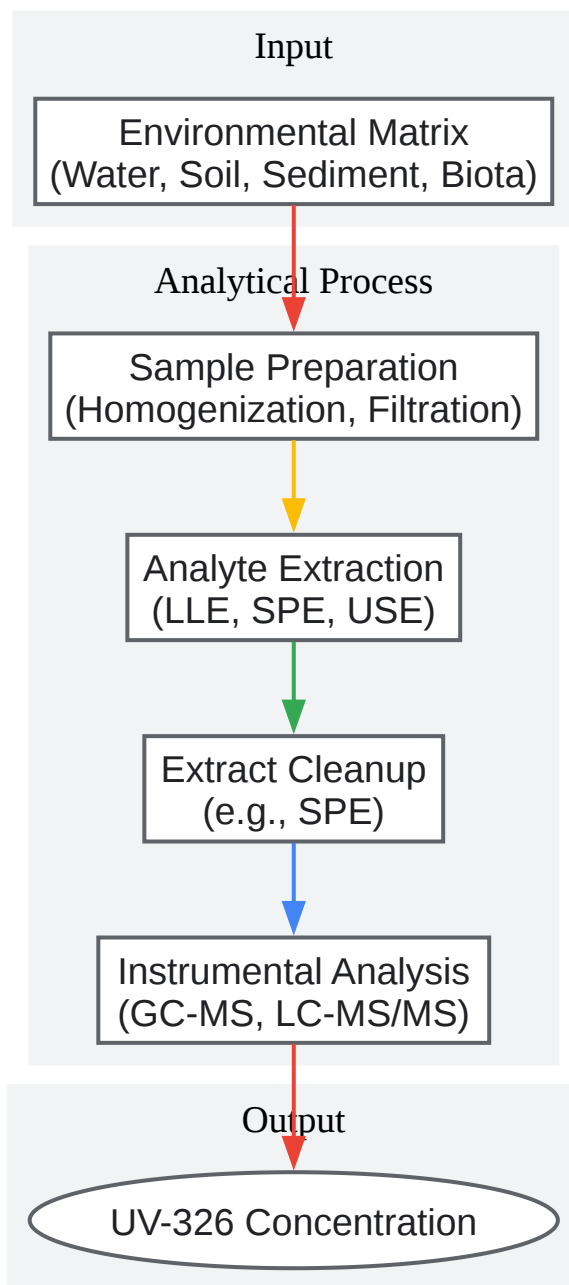 Input
Environmental Matrix
(Water, Soil, Sediment, Biota)
Analytical Process
Sample Preparation
(Homogenization, Filtration)
Analyte Extraction
(LLE, SPE, USE)
Extract Cleanup
(e.g., SPE)
Instrumental Analysis
(GC-MS, LC-MS/MS)
Output
UV-326 Concentration